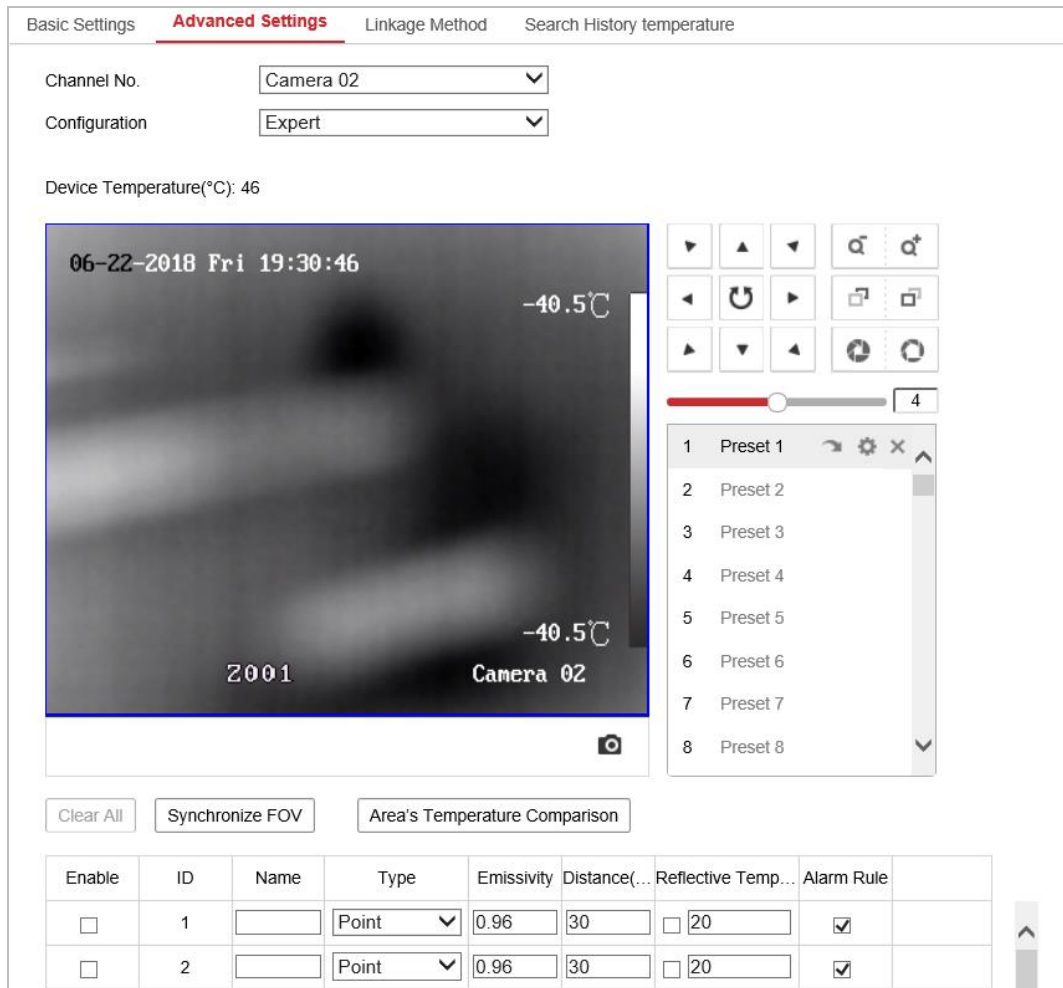 Basic Settings Advanced Settings Linkage Method Search History temperature
Channel No. Camera 02
Configuration Expert
Device Temperature(°C): 46
06-22-2018 Fri 19:30:46
-40.5℃
-40.5℃
Z001 Camera 02
4
1 Preset 1
2 Preset 2
3 Preset 3
4 Preset 4
5 Preset 5
6 Preset 6
7 Preset 7
8 Preset 8
Clear All Synchronize FOV Area's Temperature Comparison
Enable ID Name Type Emissivity Distance(... Reflective Temp... Alarm Rule
1 Point 0.96 30 20
2 Point 0.96 30 20